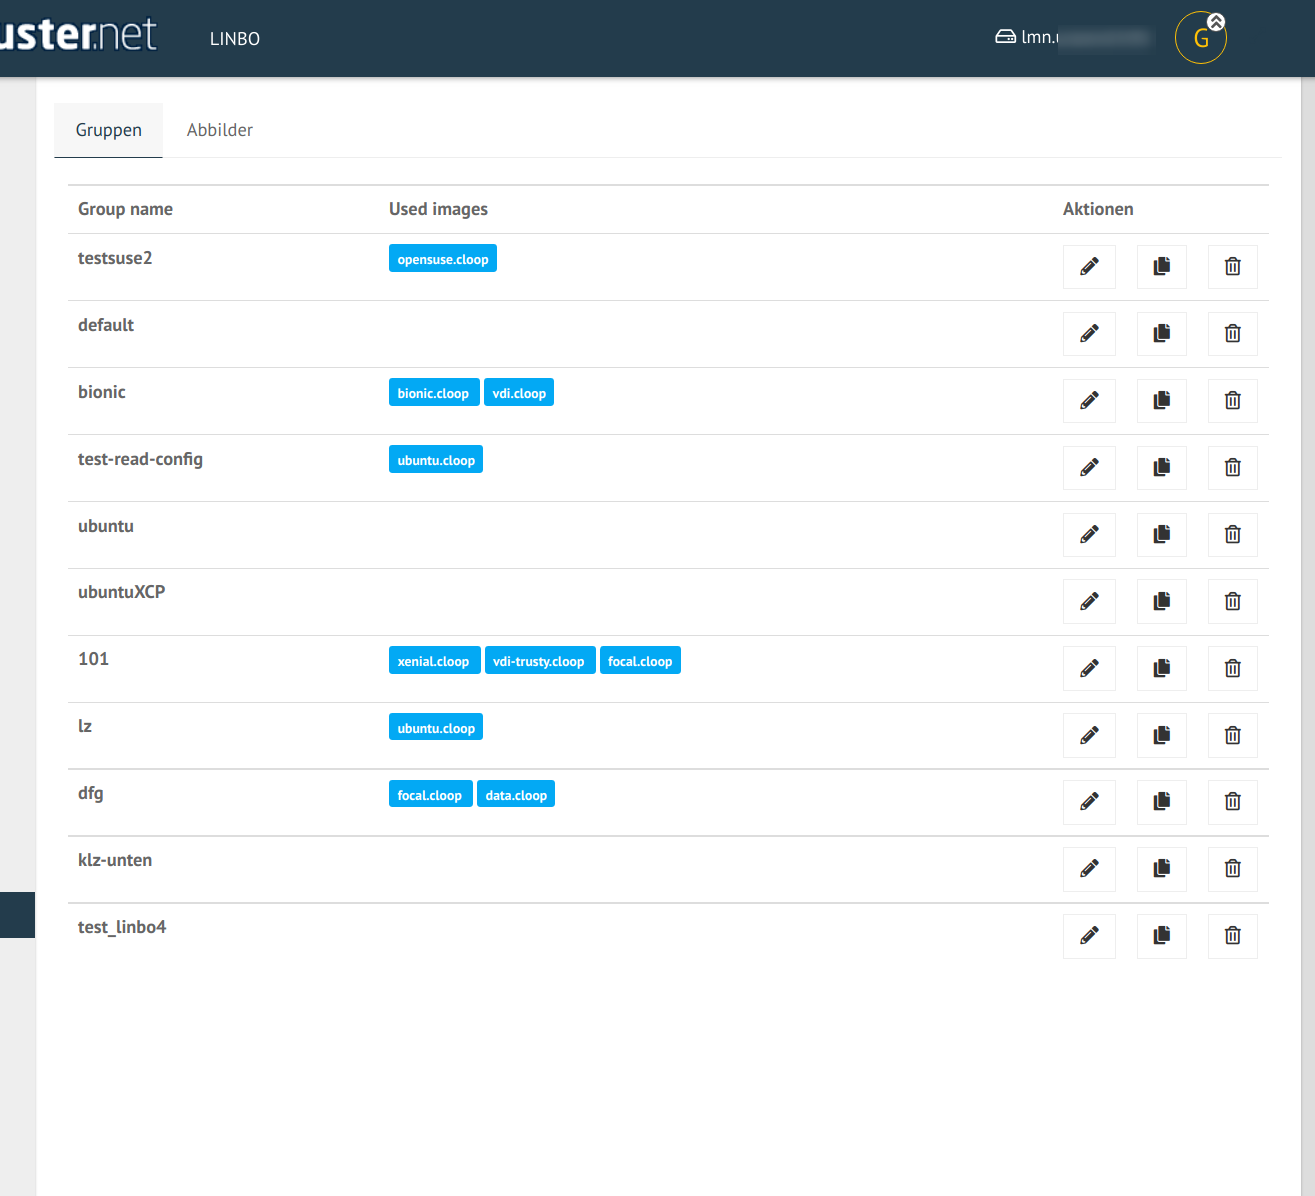 uster.net LINBO lmn. G
Gruppen Abbilder
Group name Used images Aktionen
testsuse2 opensuse.cloop
default
bionic bionic.cloop vdi.cloop
test-read-config ubuntu.cloop
ubuntu
ubuntuXCP
101 xenial.cloop vdi-trusty.cloop focal.cloop
lz ubuntu.cloop
dfg focal.cloop data.cloop
klz-unten
test_linbo4